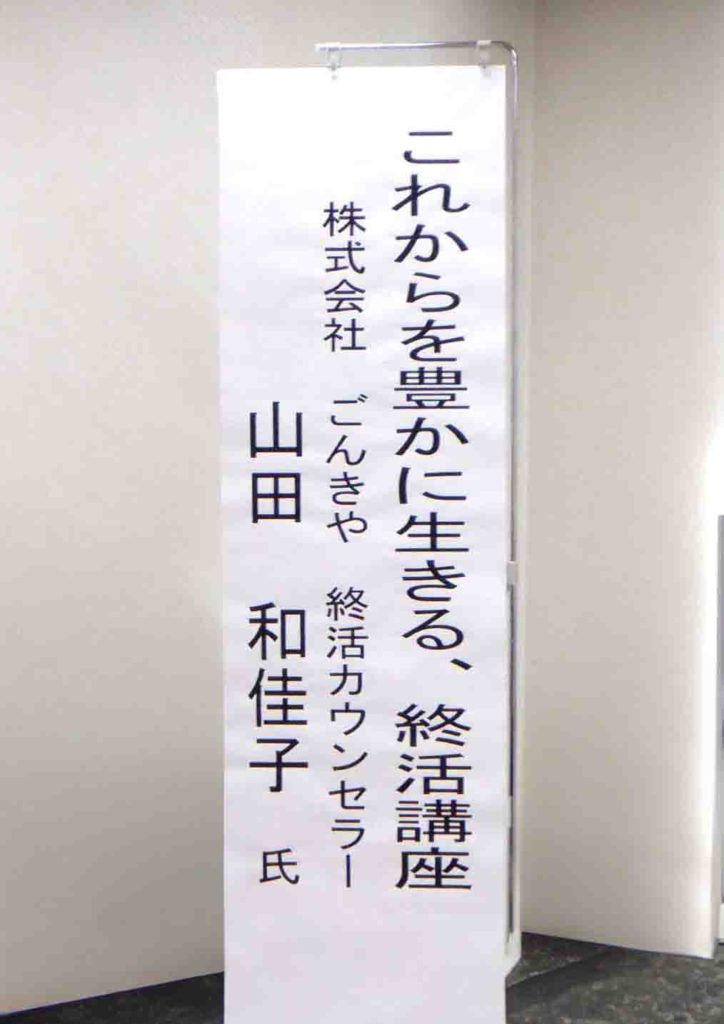 これからを豊かに生きる、終活講座
株式会社　ごんきや　終活カウンセラー
山田　和佳子　氏